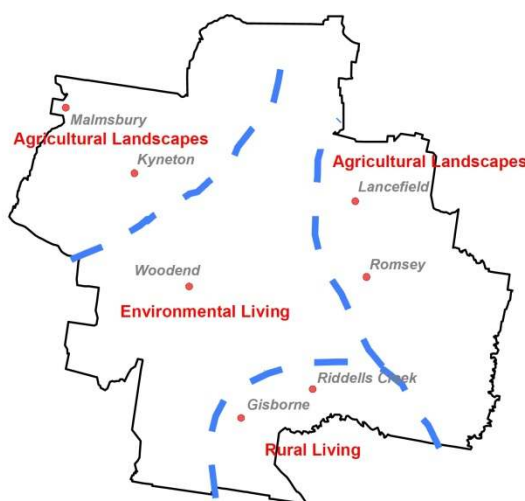 Malmsbury
Agricultural Landscapes
Kyneton
Agricultural Landscapes
Lancefield
Woodend
Romsey
Environmental Living
Riddells Creek
Gisborne
Rural Living